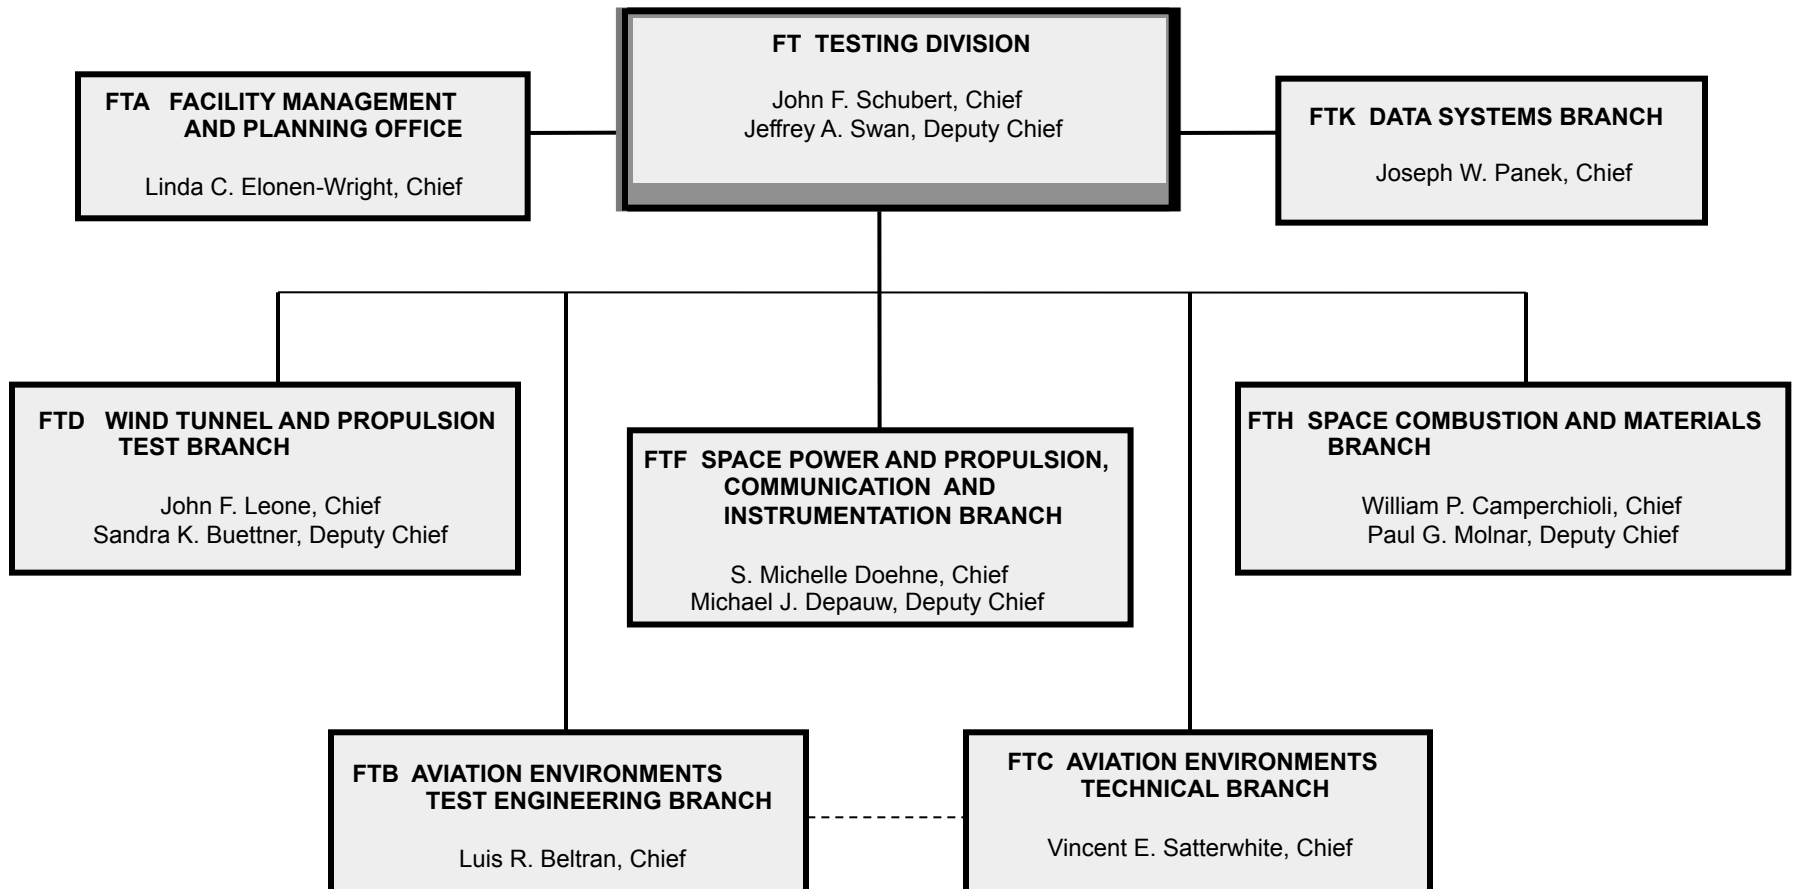 FT TESTING DIVISION
John F. Schubert, Chief
Jeffrey A. Swan, Deputy Chief
FTA FACILITY MANAGEMENT
AND PLANNING OFFICE
Linda C. Elonen-Wright, Chief
FTK DATA SYSTEMS BRANCH
Joseph W. Panek, Chief
FTD WIND TUNNEL AND PROPULSION
TEST BRANCH
John F. Leone, Chief
Sandra K. Buettner, Deputy Chief
FTF SPACE POWER AND PROPULSION,
COMMUNICATION AND
INSTRUMENTATION BRANCH
S. Michelle Doehne, Chief
Michael J. Depauw, Deputy Chief
FTH SPACE COMBUSTION AND MATERIALS
BRANCH
William P. Camperchioli, Chief
Paul G. Molnar, Deputy Chief
FTB AVIATION ENVIRONMENTS
TEST ENGINEERING BRANCH
Luis R. Beltran, Chief
FTC AVIATION ENVIRONMENTS
TECHNICAL BRANCH
Vincent E. Satterwhite, Chief